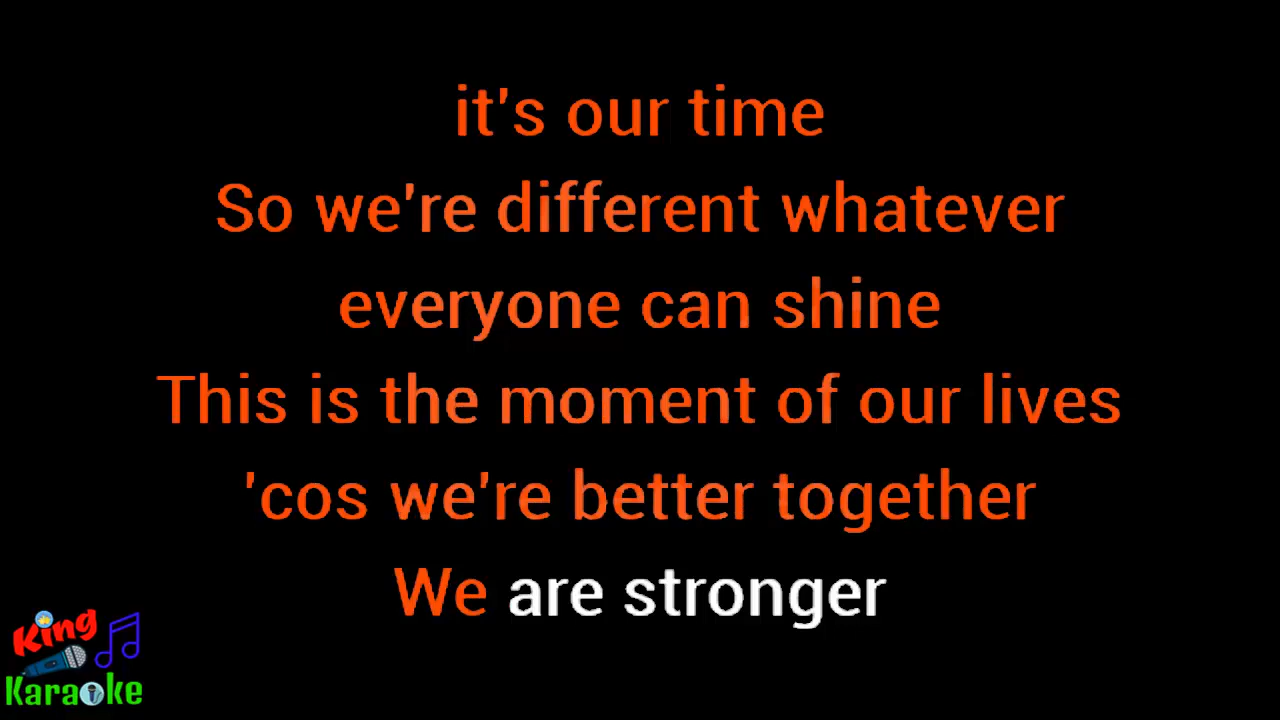 it's our time
So we're different whatever
everyone can shine
This is the moment of our lives
'cos we're better together
We are stronger
King
Karaoke